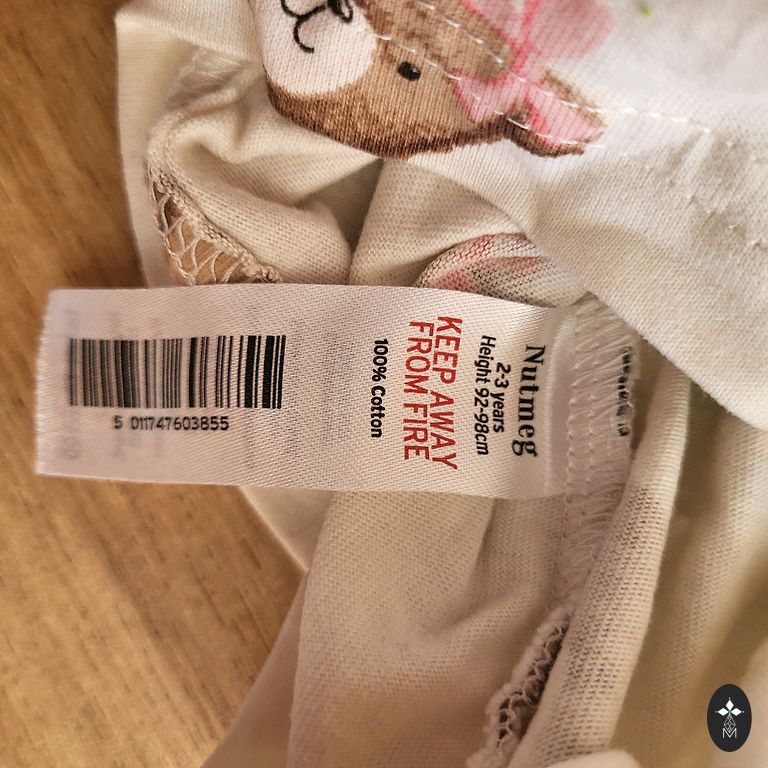 Nutmeg
2-3 years
Height 92-98cm
KEEP AWAY
FROM FIRE
100% Cotton
5 011747603855